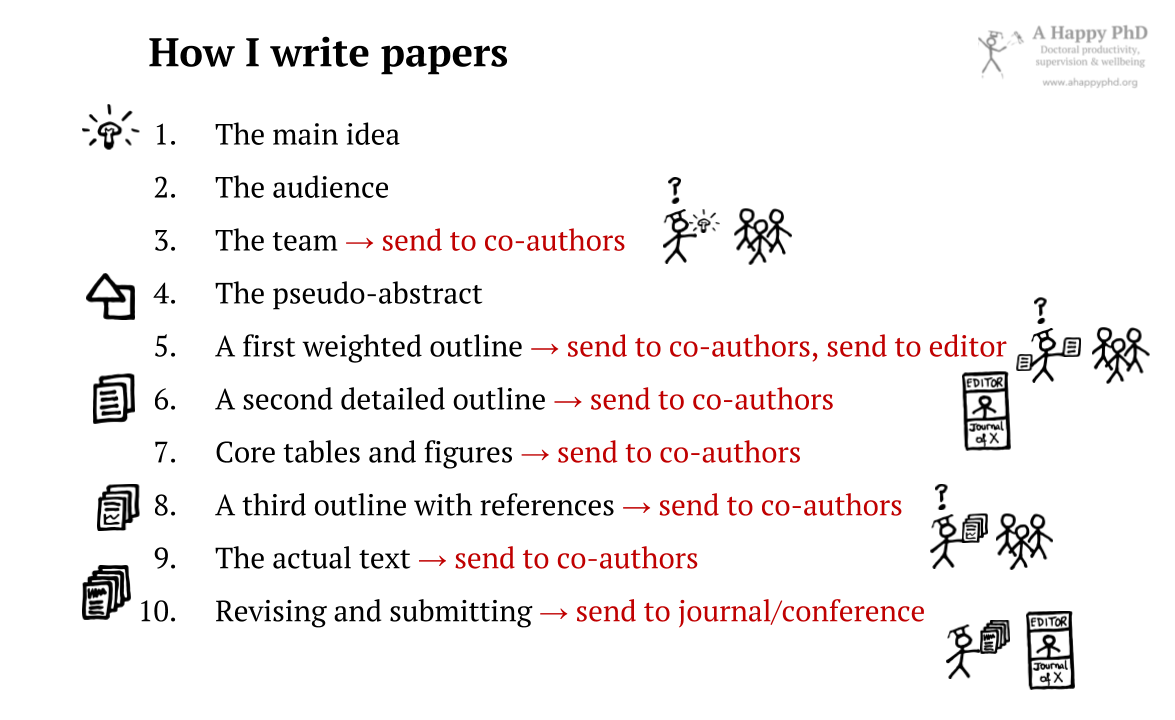 How I write papers
A Happy PhD
Doctoral productivity,
supervision & wellbeing
www.ahappyphd.org
1. The main idea
2. The audience
?
3. The team → send to co-authors
4. The pseudo-abstract
?
5. A first weighted outline → send to co-authors, send to editor
6. A second detailed outline → send to co-authors
EDITOR
Journal
of X
7. Core tables and figures → send to co-authors
8. A third outline with references → send to co-authors
?
9. The actual text → send to co-authors
10. Revising and submitting → send to journal/conference
EDITOR
Journal
of X